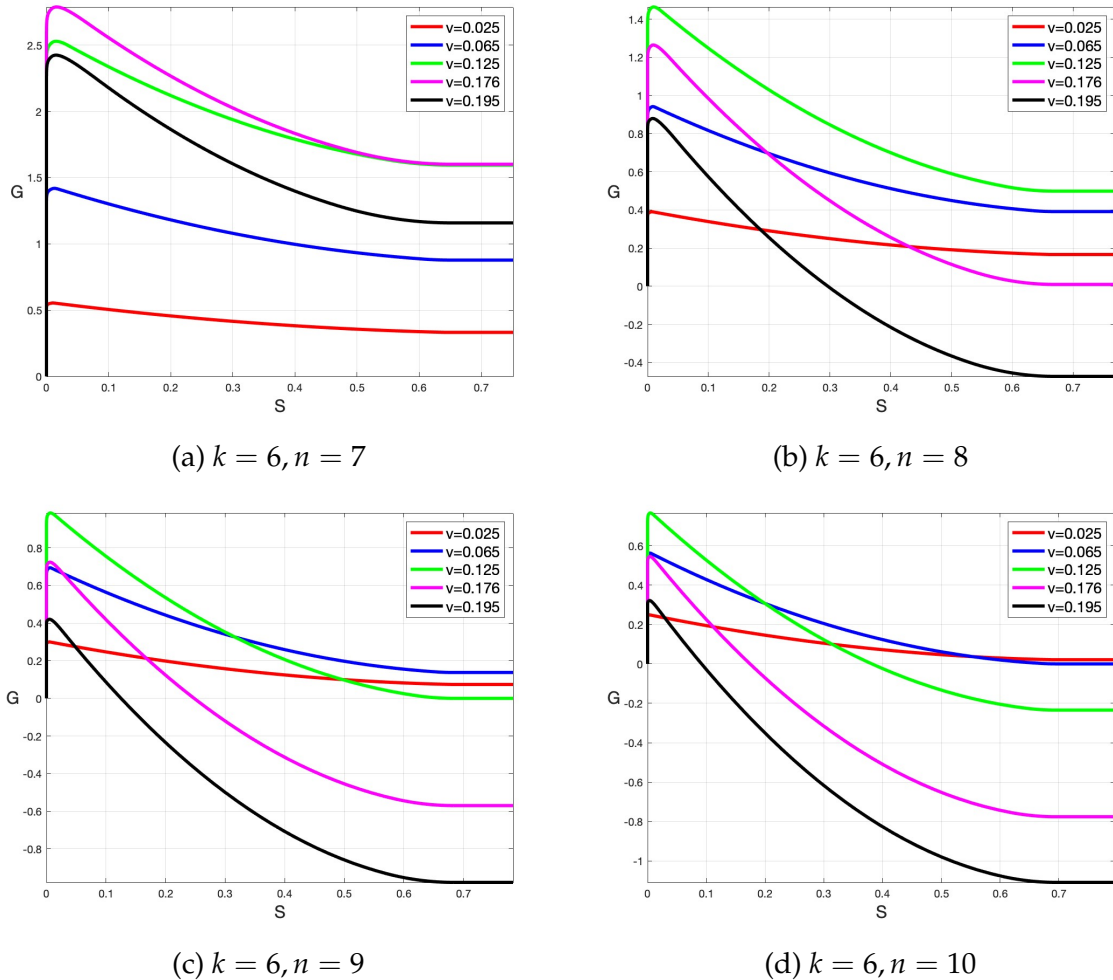 2.5
2
1.5
G
1
0.5
0
0 0.1 0.2 0.3 0.4 0.5 0.6 0.7
S
v=0.025
v=0.065
v=0.125
v=0.176
v=0.195
(a) k = 6, n = 7
1.4
1.2
1
0.8
0.6
G
0.4
0.2
0
-0.2
-0.4
0 0.1 0.2 0.3 0.4 0.5 0.6 0.7
S
v=0.025
v=0.065
v=0.125
v=0.176
v=0.195
(b) k = 6, n = 8
0.8
0.6
0.4
0.2
G
0
-0.2
-0.4
-0.6
-0.8
0 0.1 0.2 0.3 0.4 0.5 0.6 0.7
S
v=0.025
v=0.065
v=0.125
v=0.176
v=0.195
(c) k = 6, n = 9
0.6
0.4
0.2
0
G
-0.2
-0.4
-0.6
-0.8
-1
0 0.1 0.2 0.3 0.4 0.5 0.6 0.7
S
v=0.025
v=0.065
v=0.125
v=0.176
v=0.195
(d) k = 6, n = 10